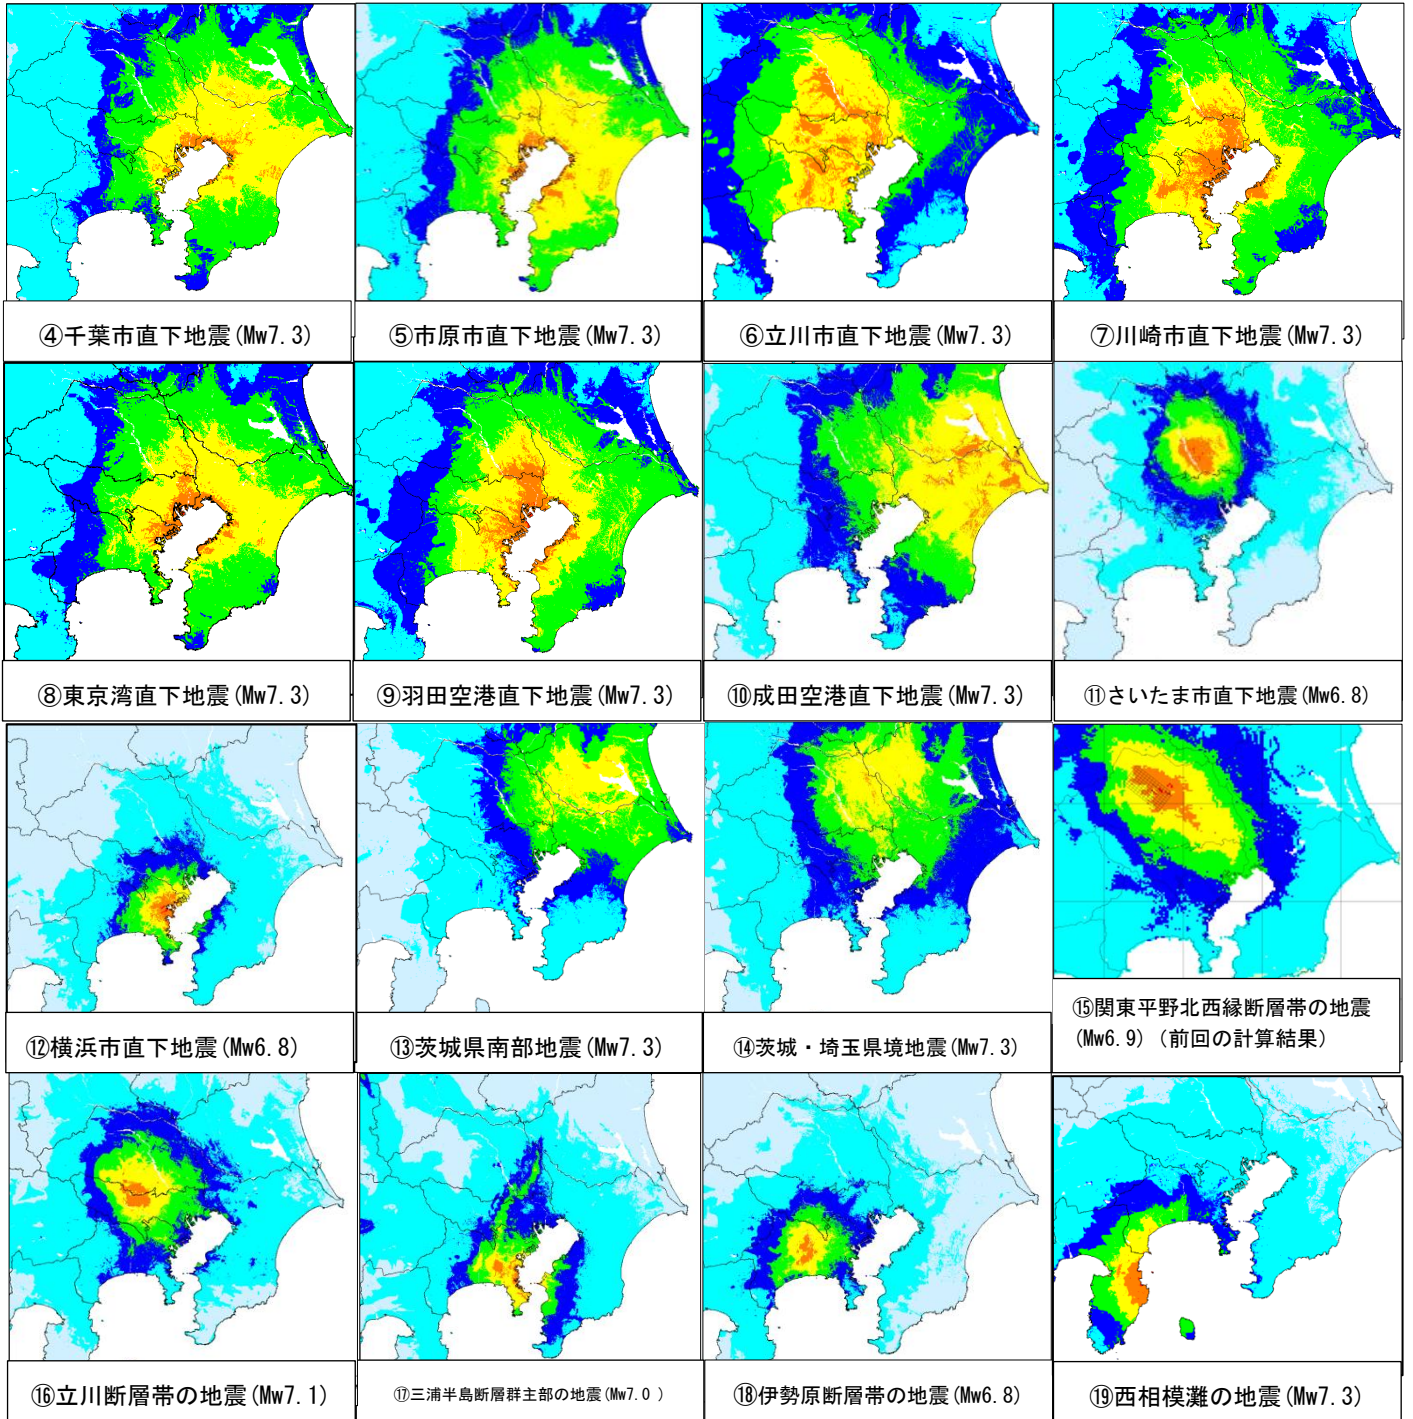 ④千葉市直下地震(Mw7.3)
⑤市原市直下地震(Mw7.3)
⑥立川市直下地震(Mw7.3)
⑦川崎市直下地震(Mw7.3)
⑧東京湾直下地震(Mw7.3)
⑨羽田空港直下地震(Mw7.3)
⑩成田空港直下地震(Mw7.3)
⑪さいたま市直下地震(Mw6.8)
⑫横浜市直下地震(Mw6.8)
⑬茨城県南部地震(Mw7.3)
⑭茨城・埼玉県境地震(Mw7.3)
⑮関東平野北西縁断層帯の地震
(Mw6.9)（前回の計算結果）
⑯立川断層帯の地震(Mw7.1)
⑰三浦半島断層群主部の地震(Mw7.0 )
⑱伊勢原断層帯の地震(Mw6.8)
⑲西相模灘の地震(Mw7.3)